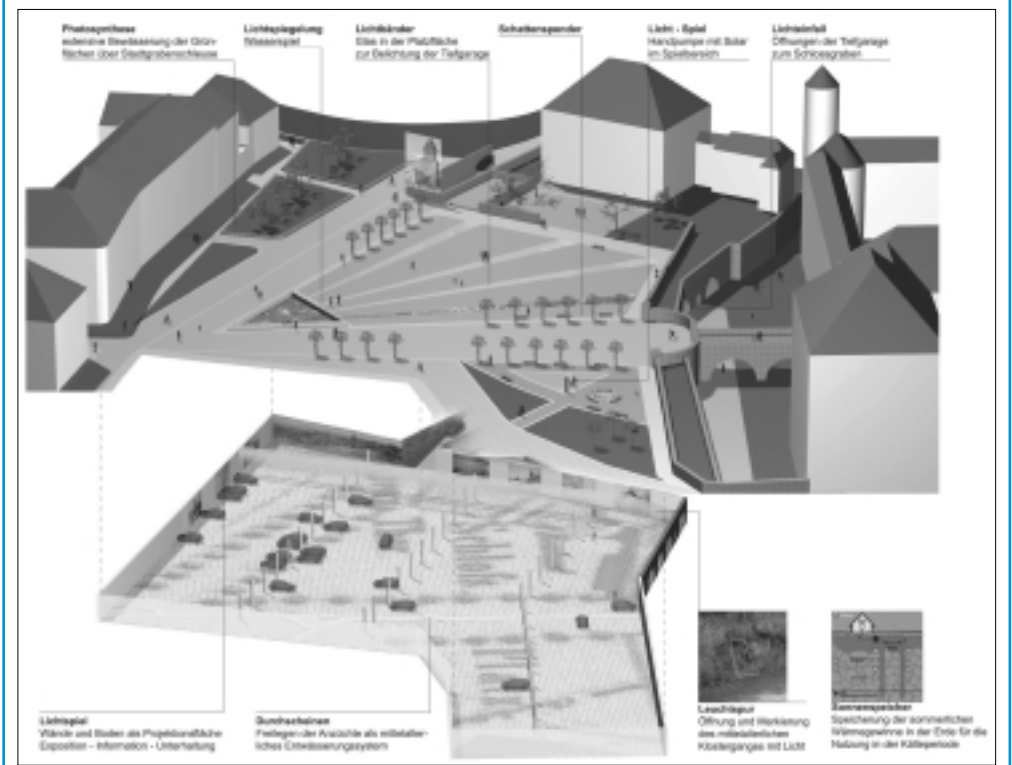 Photosynthese
extensive Bewässerung der Grün-
flächen über Stadtgrabenschleuse
Lichtspiegelung
Wasserspiel
Lichtbänder
Glas in der Platzfläche
zur Belichtung der Tiefgarage
Schattenspender
Licht - Spiel
Handpumpe mit Solar
im Spielbereich
Lichteinfall
Öffnungen der Tiefgarage
zum Schlossgraben
Lichtspiel
Wände und Boden als Projektionsfläche
Exposition - Information - Unterhaltung
Durchscheinen
Freilegen der Anzüchte als mittelalter-
liches Entwässerungssystem
Leuchtspur
Öffnung und Markierung
des mittelalterlichen
Klosterganges mit Licht
Sonnenspeicher
Speicherung der sommerlichen
Wärmegewinne in der Erde für die
Nutzung in der Kälteperiode